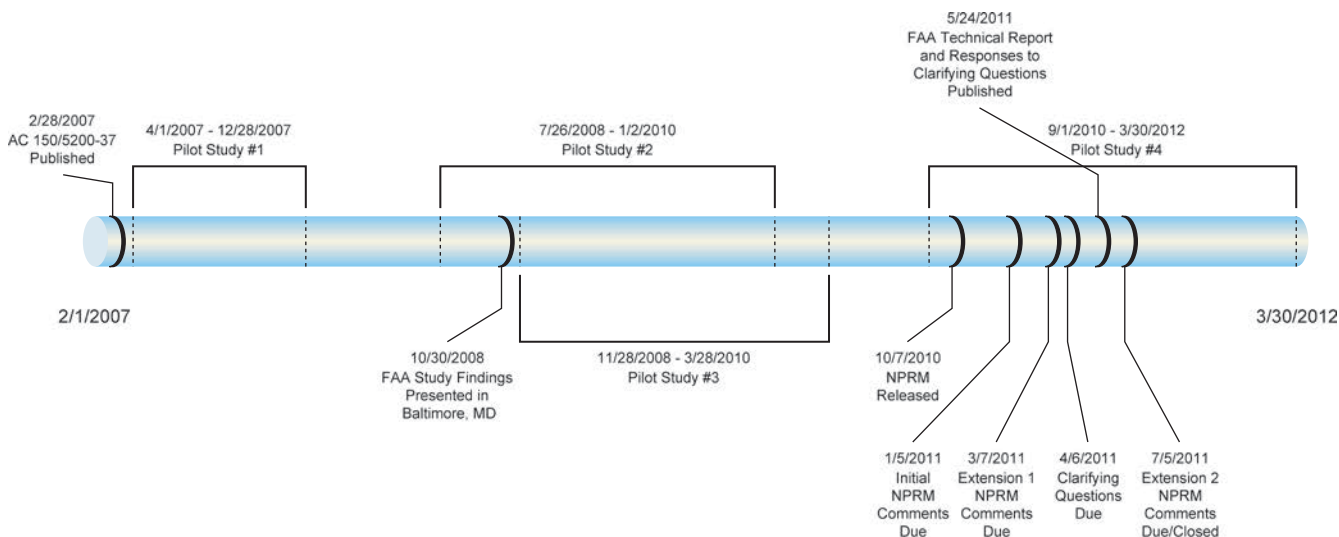 5/24/2011
FAA Technical Report
and Responses to
Clarifying Questions
Published
2/28/2007
AC 150/5200-37
Published
4/1/2007 - 12/28/2007
Pilot Study #1
7/26/2008 - 1/2/2010
Pilot Study #2
9/1/2010 - 3/30/2012
Pilot Study #4
2/1/2007
3/30/2012
10/30/2008
FAA Study Findings
Presented in
Baltimore, MD
11/28/2008 - 3/28/2010
Pilot Study #3
10/7/2010
NPRM
Released
1/5/2011
Initial
NPRM
Comments
Due
3/7/2011
Extension 1
NPRM
Comments
Due
4/6/2011
Clarifying
Questions
Due
7/5/2011
Extension 2
NPRM
Comments
Due/Closed